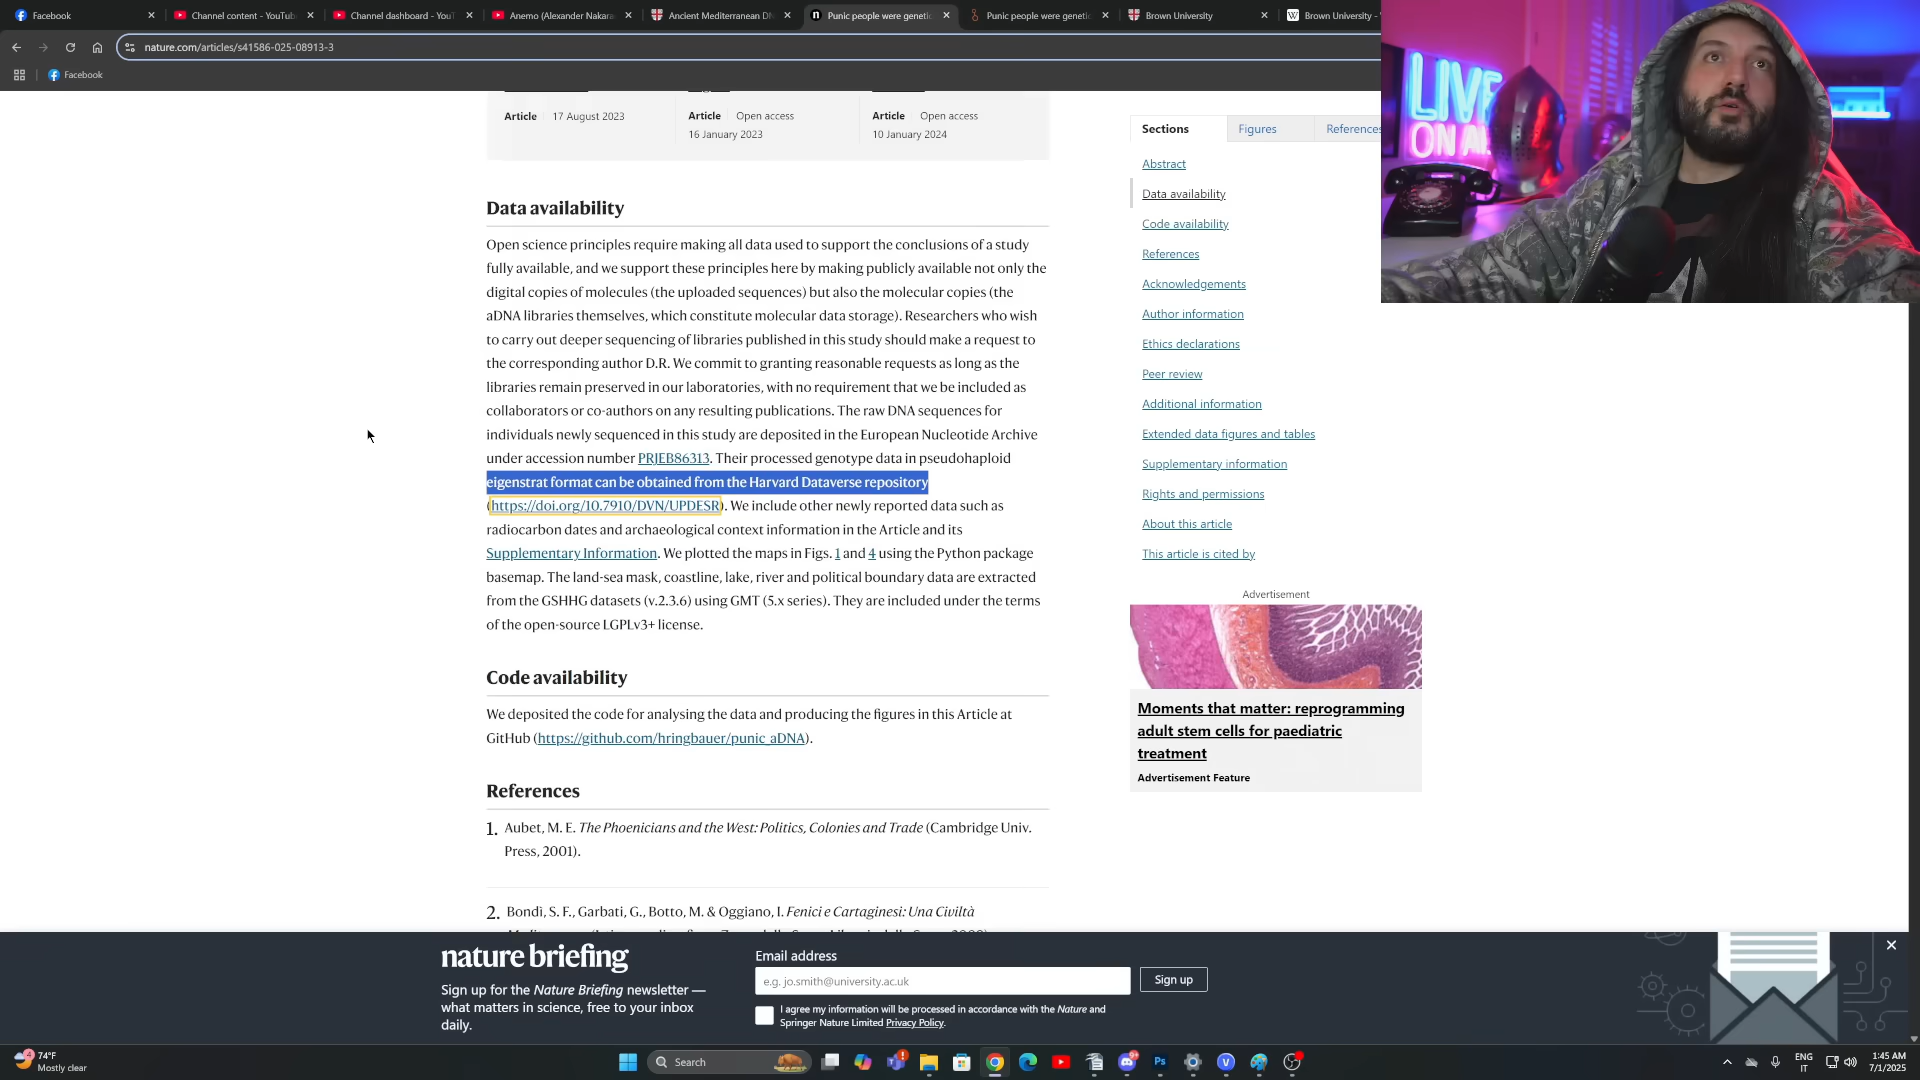 Facebook
Channel content - YouTub
Channel dashboard - YouT
Anemo (Alexander Nakara
Ancient Mediterranean DN
Punic people were genetic
Punic people were genetic
Brown University
Brown University -
nature.com/articles/s41586-025-08913-3
Facebook
Article 17 August 2023
Article Open access
16 January 2023
Article Open access
10 January 2024
Data availability
Open science principles require making all data used to support the conclusions of a study
fully available, and we support these principles here by making publicly available not only the
digital copies of molecules (the uploaded sequences) but also the molecular copies (the
aDNA libraries themselves, which constitute molecular data storage). Researchers who wish
to carry out deeper sequencing of libraries published in this study should make a request to
the corresponding author D.R. We commit to granting reasonable requests as long as the
libraries remain preserved in our laboratories, with no requirement that we be included as
collaborators or co-authors on any resulting publications. The raw DNA sequences for
individuals newly sequenced in this study are deposited in the European Nucleotide Archive
under accession number PRJEB86313. Their processed genotype data in pseudohaploid
eigenstrat format can be obtained from the Harvard Dataverse repository
(https://doi.org/10.7910/DVN/UPDESR). We include other newly reported data such as
radiocarbon dates and archaeological context information in the Article and its
Supplementary Information. We plotted the maps in Figs. 1 and 4 using the Python package
basemap. The land-sea mask, coastline, lake, river and political boundary data are extracted
from the GSHHG datasets (v.2.3.6) using GMT (5.x series). They are included under the terms
of the open-source LGPLv3+ license.
Code availability
We deposited the code for analysing the data and producing the figures in this Article at
GitHub (https://github.com/hringbauer/punic_aDNA).
References
1. Aubet, M. E. The Phoenicians and the West: Politics, Colonies and Trade (Cambridge Univ.
Press, 2001).
2. Bondì, S. F., Garbati, G., Botto, M. & Oggiano, I. Fenici e Cartaginesi: Una Civiltà
Sections
Figures
References
Abstract
Data availability
Code availability
References
Acknowledgements
Author information
Ethics declarations
Peer review
Additional information
Extended data figures and tables
Supplementary information
Rights and permissions
About this article
This article is cited by
Advertisement
Moments that matter: reprogramming
adult stem cells for paediatric
treatment
Advertisement Feature
LIVE
ON AI
nature briefing
Sign up for the Nature Briefing newsletter —
what matters in science, free to your inbox
daily.
Email address
e.g. jo.smith@university.ac.uk
Sign up
I agree my information will be processed in accordance with the Nature and
Springer Nature Limited Privacy Policy.
74°F
Mostly clear
Search
ENG
IT
1:45 AM
7/1/2025